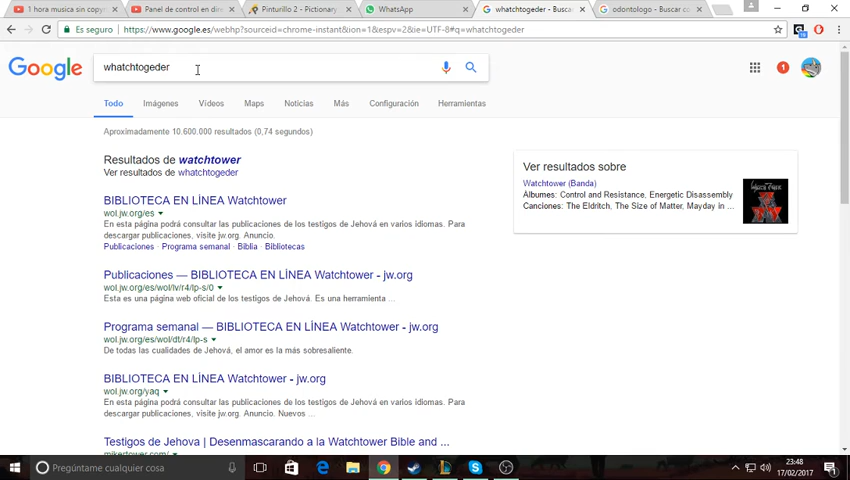 1 hora musica sin copyr
Panel de control en dire
Pinturillo 2 - Pictionary
WhatsApp
whatchtogeder - Busca
odontologo - Buscar co
Es seguro
https://www.google.es/webhp?sourceid=chrome-instant&ion=1&espv=2&ie=UTF-8#q=whatchtogeder
Google
whatchtogeder
1
Todo
Imágenes
Vídeos
Maps
Noticias
Más
Configuración
Herramientas
Aproximadamente 10.600.000 resultados (0,74 segundos)
Resultados de watchtower
Ver resultados de whatchtogeder
BIBLIOTECA EN LÍNEA Watchtower
wol.jw.org/es
En esta página podrá consultar las publicaciones de los testigos de Jehová en varios idiomas. Para
descargar publicaciones, visite jw.org. Anuncio.
Publicaciones · Programa semanal · Biblia · Bibliotecas
Publicaciones — BIBLIOTECA EN LÍNEA Watchtower - jw.org
wol.jw.org/es/wol/lv/r4/lp-s/0
Esta es una página web oficial de los testigos de Jehová. Es una herramienta ...
Programa semanal — BIBLIOTECA EN LÍNEA Watchtower - jw.org
wol.jw.org/es/wol/dt/r4/lp-s
De todas las cualidades de Jehová, el amor es la más sobresaliente.
BIBLIOTECA EN LÍNEA Watchtower - jw.org
wol.jw.org/yaq
En esta página podrá consultar las publicaciones de los testigos de Jehová en varios idiomas. Para
descargar publicaciones, visite jw.org. Anuncio. Nuevos ...
Testigos de Jehova | Desenmascarando a la Watchtower Bible and ...
mikertower.com/
Ver resultados sobre
Watchtower (Banda)
Álbumes: Control and Resistance, Energetic Disassembly
Canciones: The Eldritch, The Size of Matter, Mayday in ...
Pregúntame cualquier cosa
23:48
17/02/2017